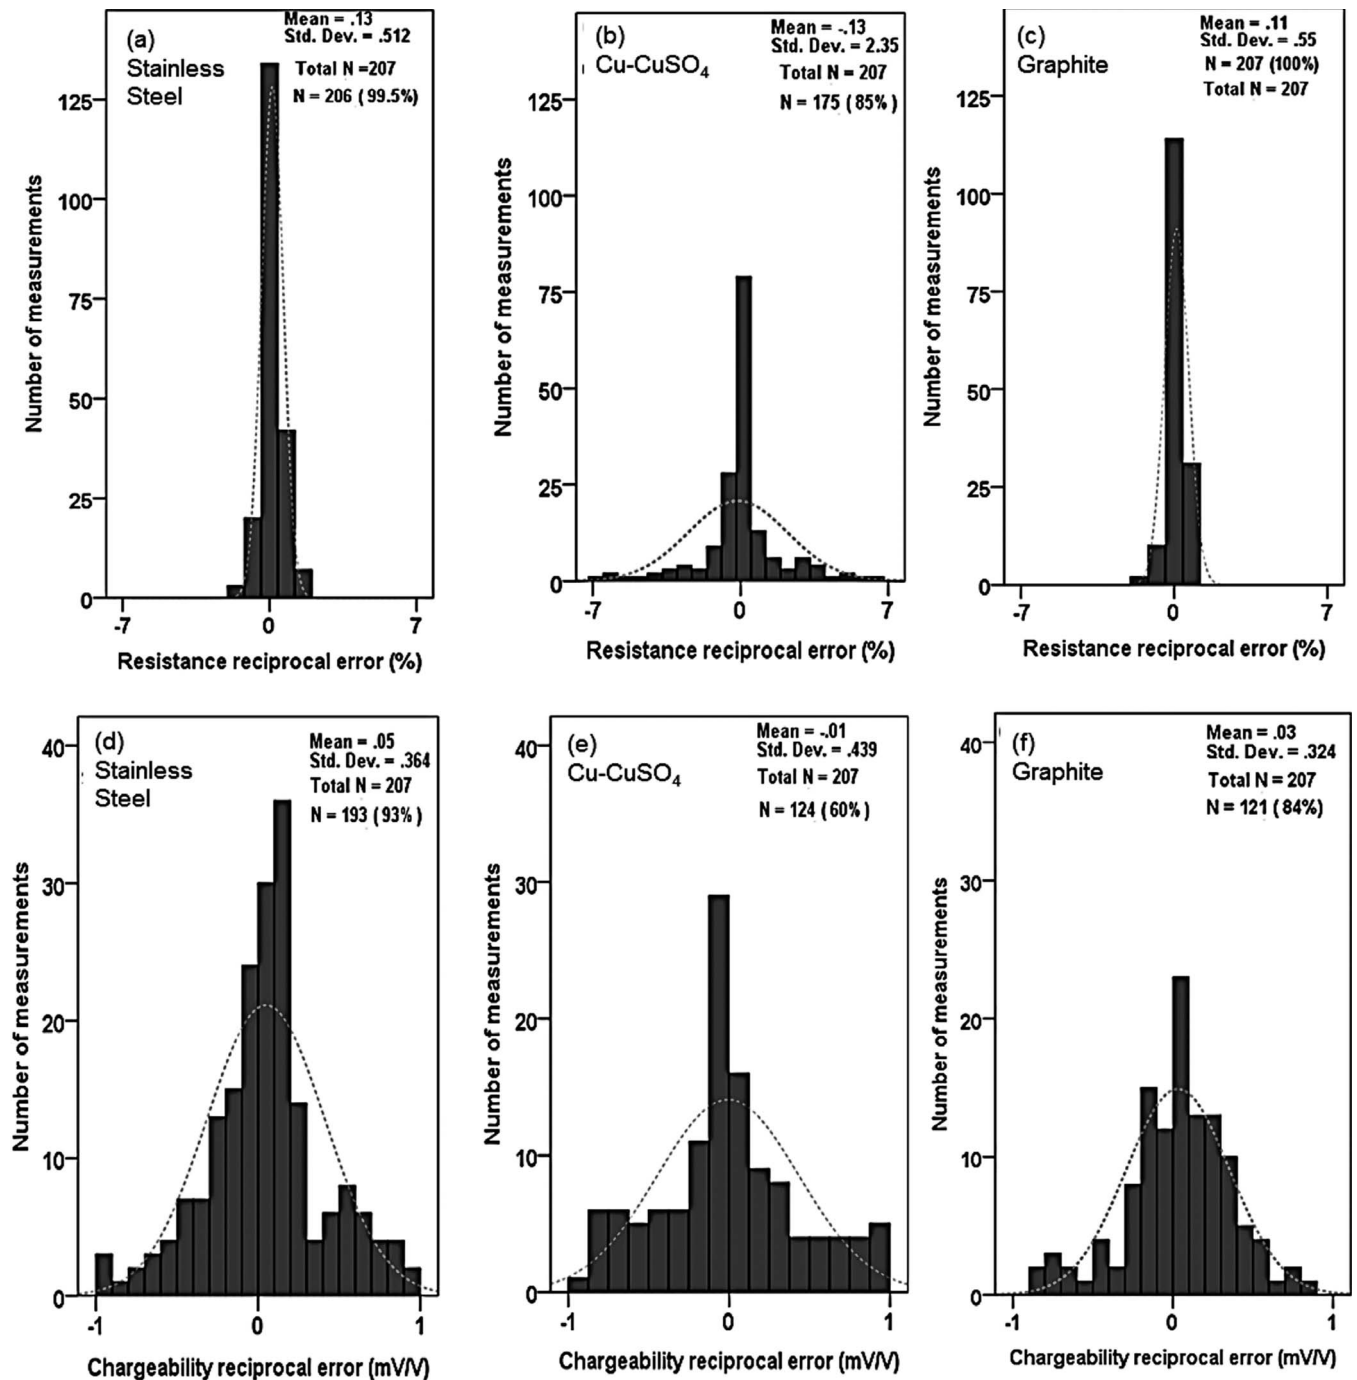 (a)
Stainless
Steel
Mean = .13
Std. Dev. = .512
Total N =207
N = 206 (99.5%)
125
100
75
50
25
0
-7
0
7
Number of measurements
Resistance reciprocal error (%)
(b)
Cu-CuSO4
Mean = -.13
Std. Dev. = 2.35
Total N = 207
N = 175 (85%)
125
100
75
50
25
0
-7
0
7
Number of measurements
Resistance reciprocal error (%)
(c)
Graphite
Mean = .11
Std. Dev. = .55
N = 207 (100%)
Total N = 207
125
100
75
50
25
0
-7
0
7
Number of measurements
Resistance reciprocal error (%)
(d)
Stainless
Steel
Mean = .05
Std. Dev. = .364
Total N = 207
N = 193 (93%)
40
30
20
10
0
-1
0
1
Number of measurements
Chargeability reciprocal error (mV/V)
(e)
Cu-CuSO4
Mean = -.01
Std. Dev. = .439
Total N = 207
N = 124 (60%)
40
30
20
10
0
-1
0
1
Number of measurements
Chargeability reciprocal error (mV/V)
(f)
Graphite
Mean = .03
Std. Dev. = .324
Total N = 207
N = 121 (84%)
40
30
20
10
0
-1
0
1
Number of measurements
Chargeability reciprocal error (mV/V)